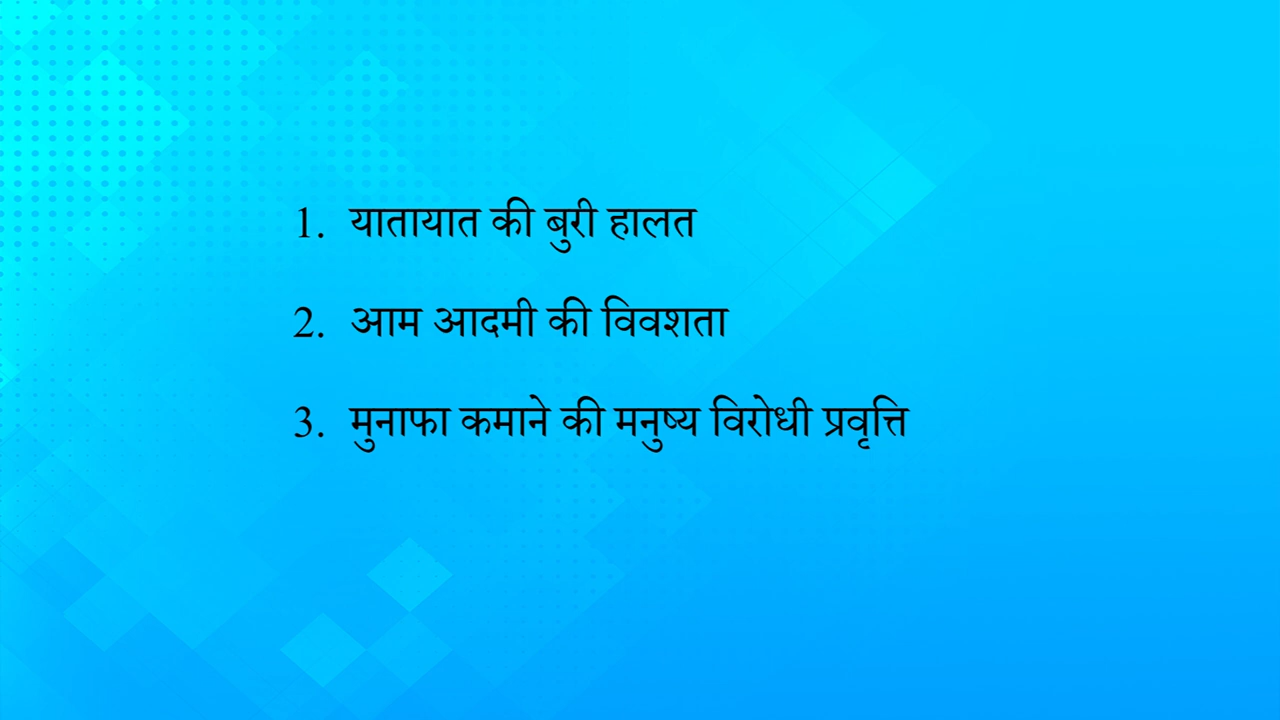 1. यातायात की बुरी हालत
2. आम आदमी की विवशता
3. मुनाफा कमाने की मनुष्य विरोधी प्रवृत्ति